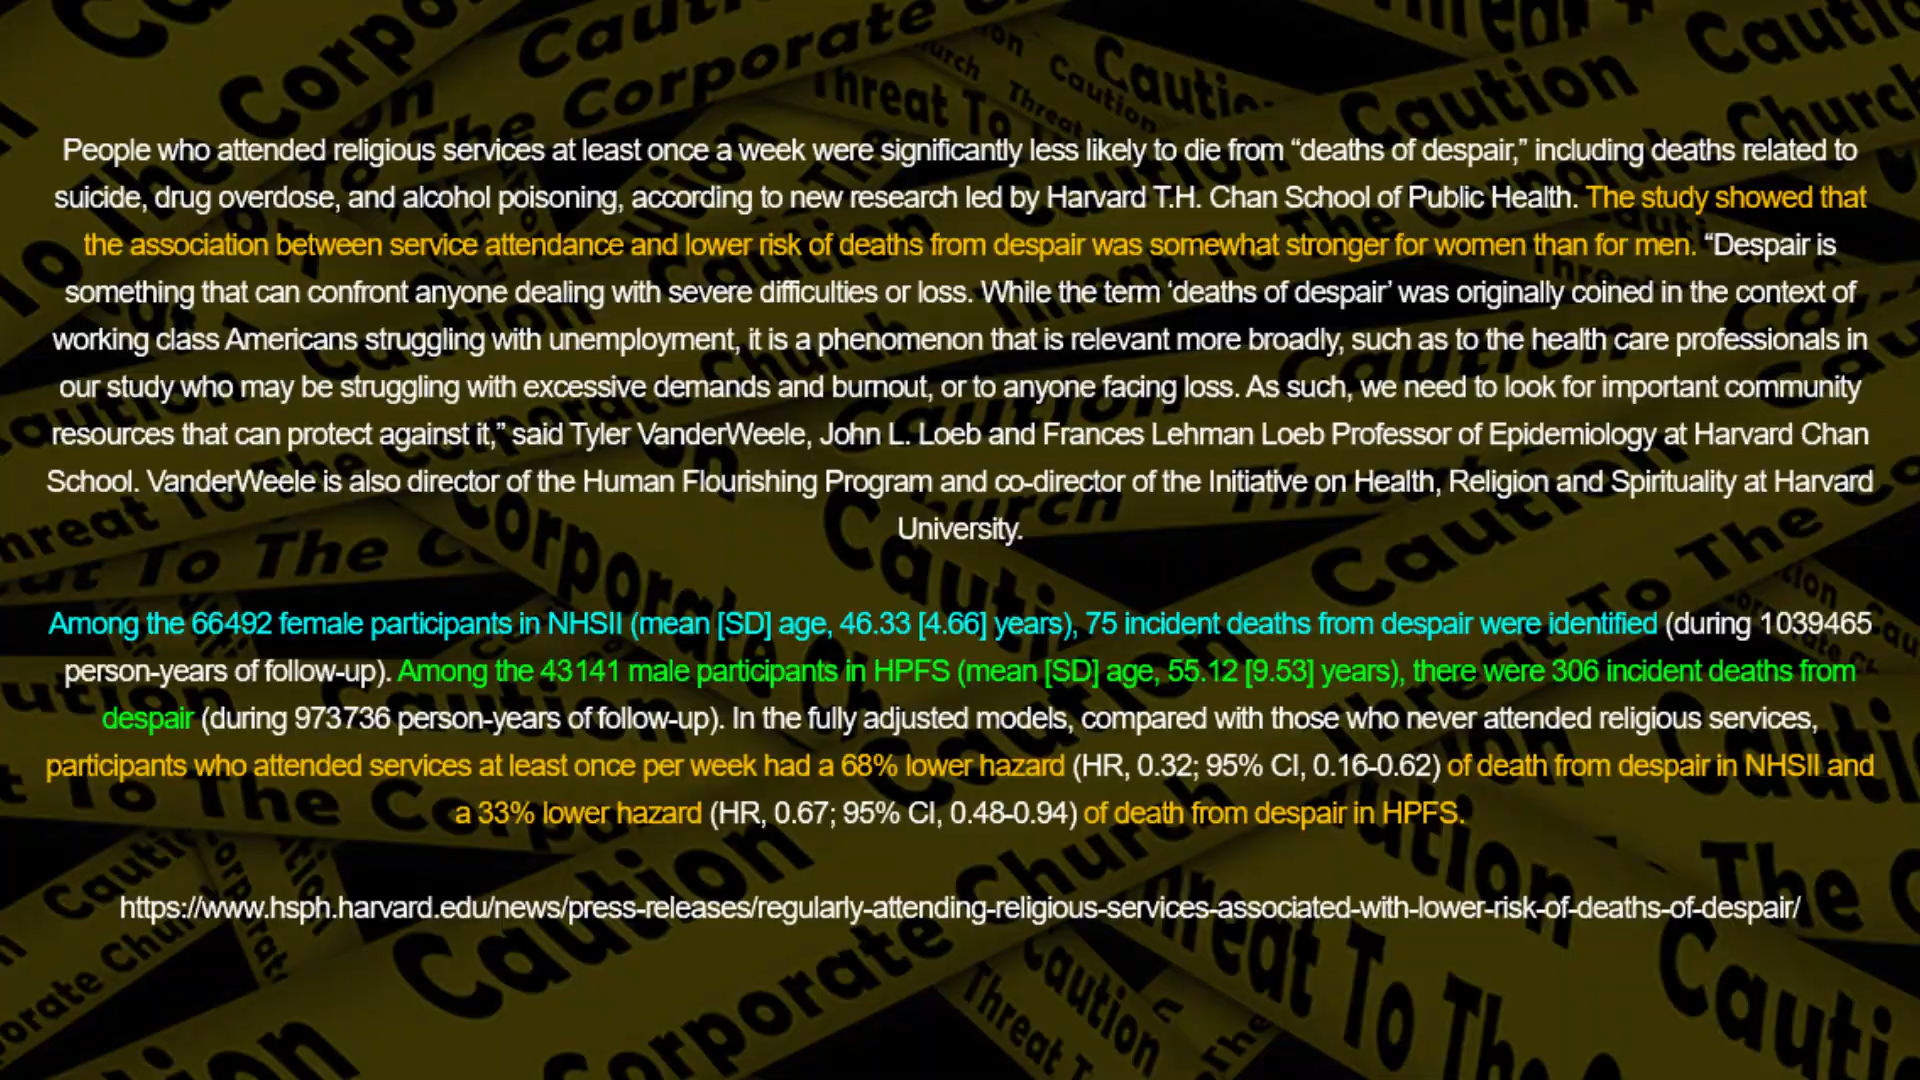 People who attended religious services at least once a week were significantly less likely to die from “deaths of despair,” including deaths related to
suicide, drug overdose, and alcohol poisoning, according to new research led by Harvard T.H. Chan School of Public Health. The study showed that
the association between service attendance and lower risk of deaths from despair was somewhat stronger for women than for men. “Despair is
something that can confront anyone dealing with severe difficulties or loss. While the term ‘deaths of despair’ was originally coined in the context of
working class Americans struggling with unemployment, it is a phenomenon that is relevant more broadly, such as to the health care professionals in
our study who may be struggling with excessive demands and burnout, or to anyone facing loss. As such, we need to look for important community
resources that can protect against it,” said Tyler VanderWeele, John L. Loeb and Frances Lehman Loeb Professor of Epidemiology at Harvard Chan
School. VanderWeele is also director of the Human Flourishing Program and co-director of the Initiative on Health, Religion and Spirituality at Harvard
University.
Among the 66492 female participants in NHSII (mean [SD] age, 46.33 [4.66] years), 75 incident deaths from despair were identified (during 1039465
person-years of follow-up). Among the 43141 male participants in HPFS (mean [SD] age, 55.12 [9.53] years), there were 306 incident deaths from
despair (during 973736 person-years of follow-up). In the fully adjusted models, compared with those who never attended religious services,
participants who attended services at least once per week had a 68% lower hazard (HR, 0.32; 95% CI, 0.16-0.62) of death from despair in NHSII and
a 33% lower hazard (HR, 0.67; 95% CI, 0.48-0.94) of death from despair in HPFS.
https://www.hsph.harvard.edu/news/press-releases/regularly-attending-religious-services-associated-with-lower-risk-of-deaths-of-despair/